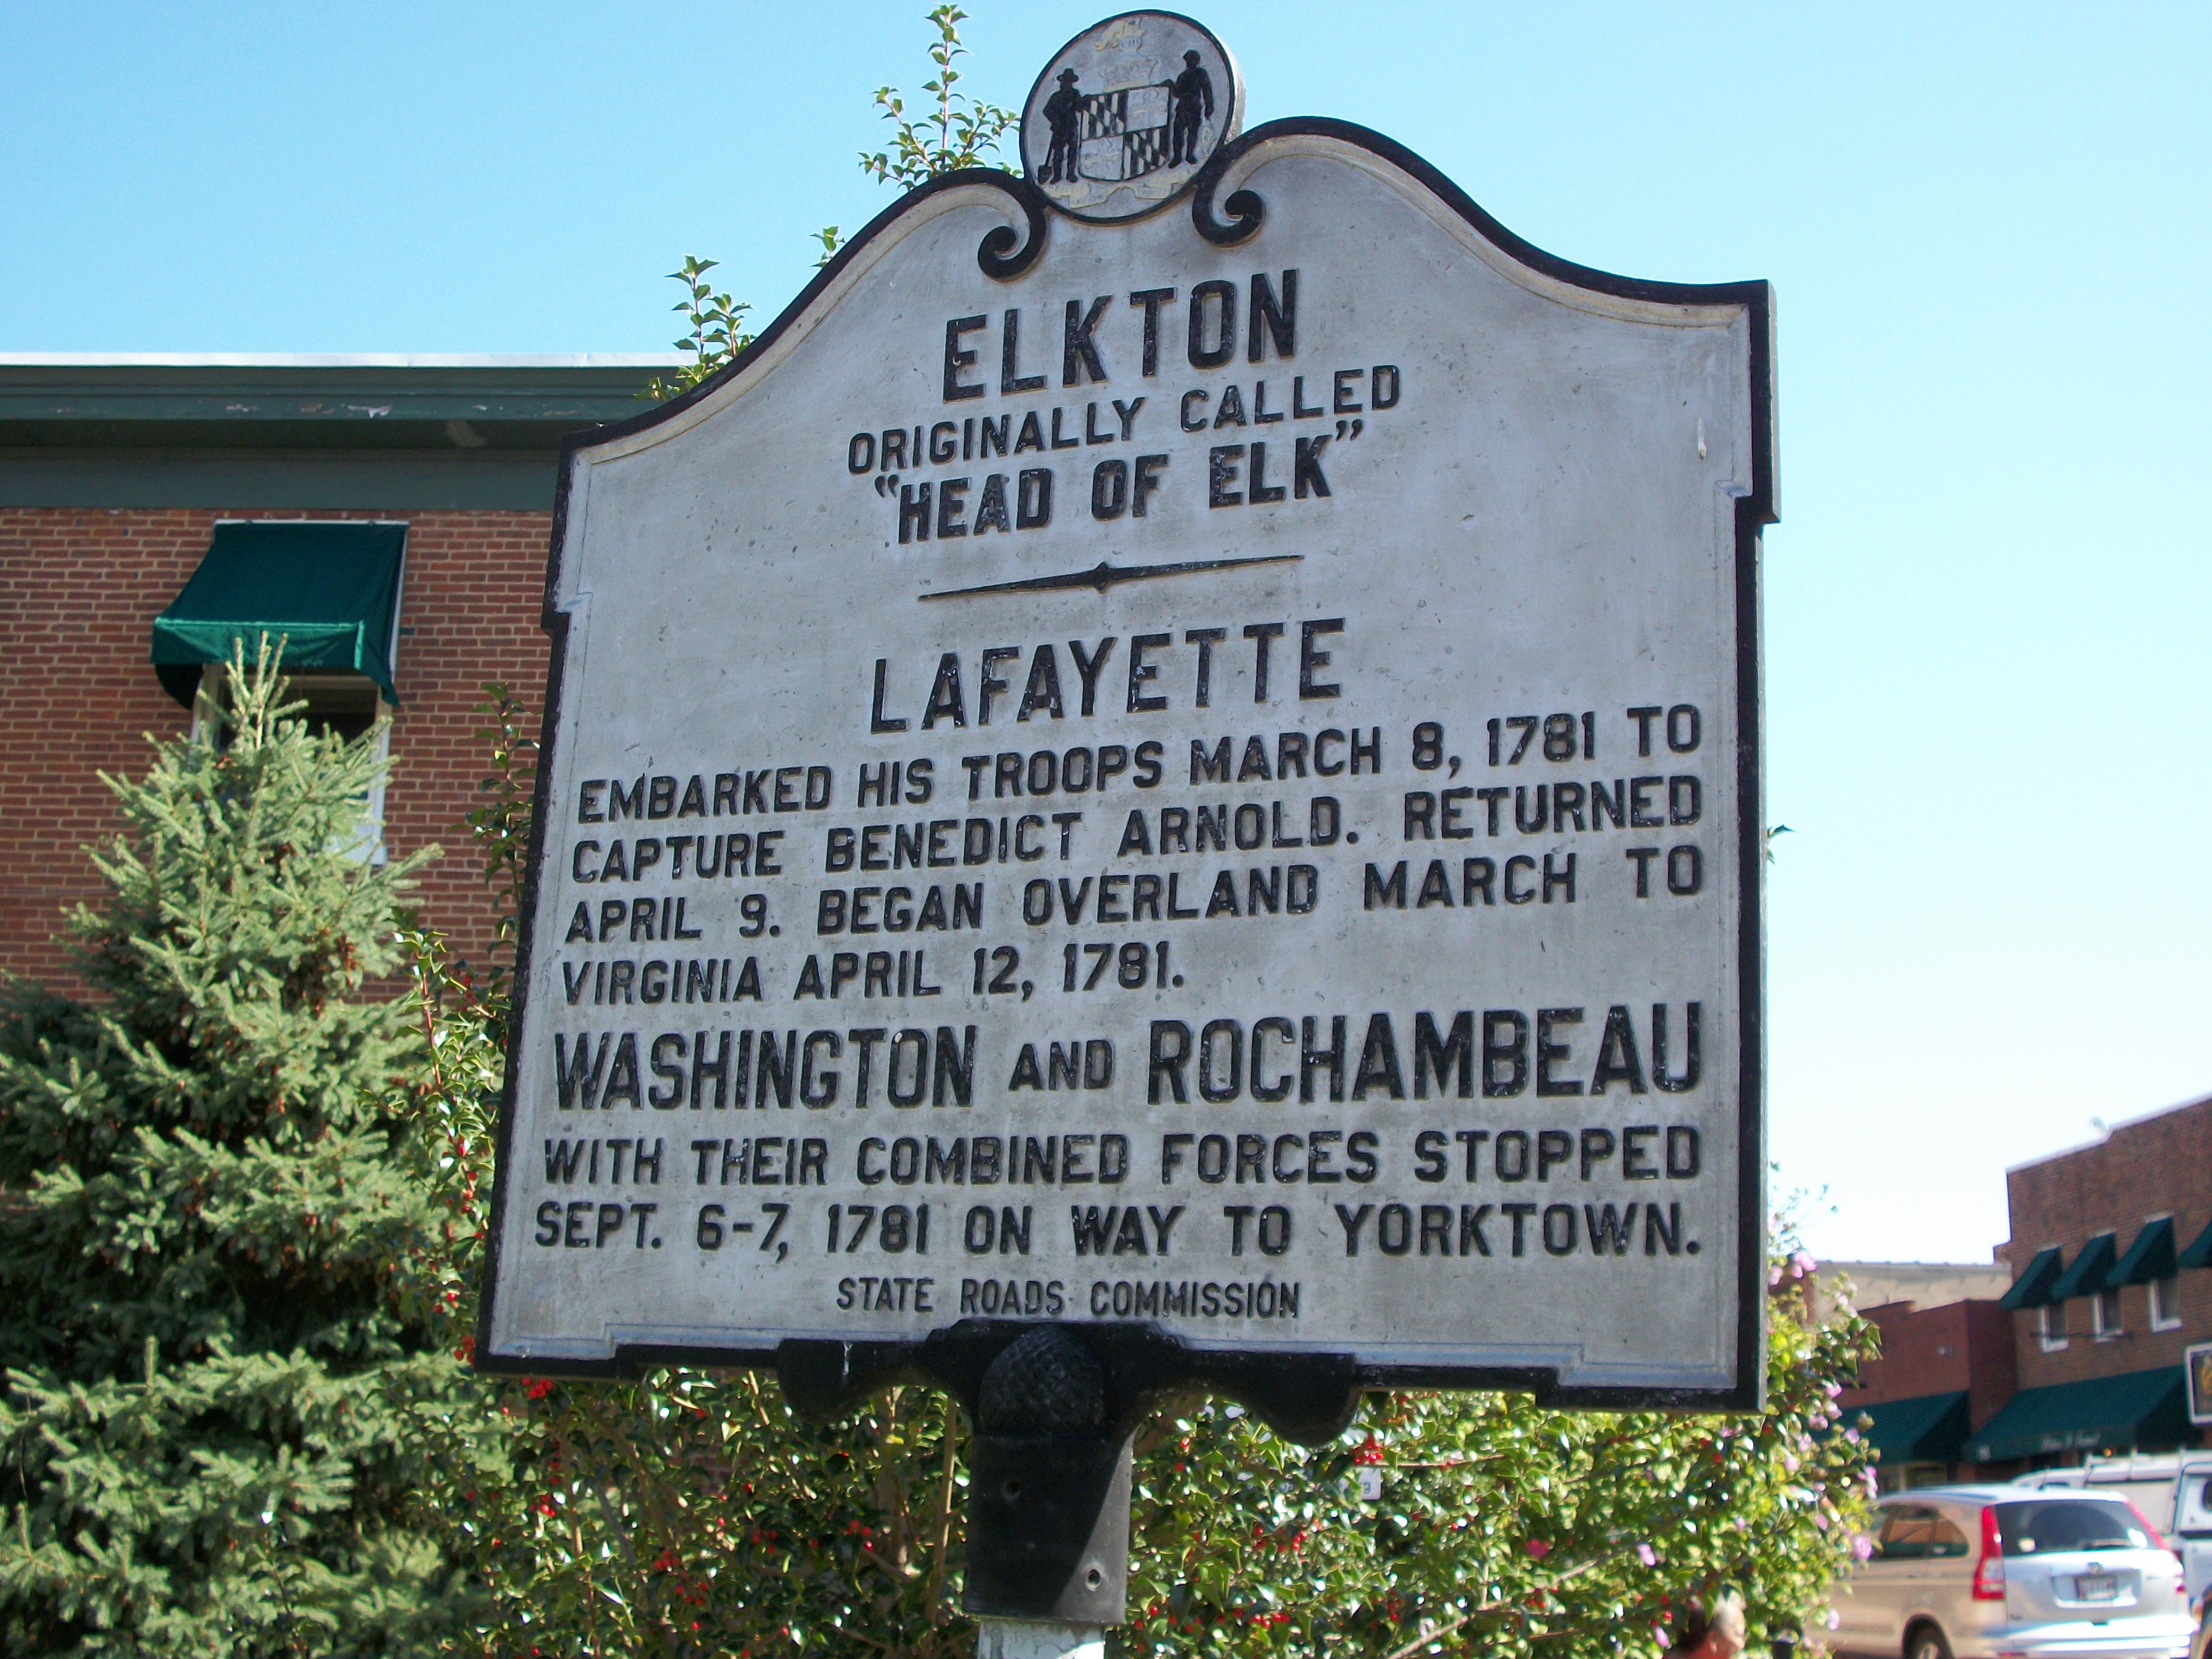 ELKTON
ORIGINALLY CALLED
“HEAD OF ELK”
LAFAYETTE
EMBARKED HIS TROOPS MARCH 8, 1781 TO
CAPTURE BENEDICT ARNOLD. RETURNED
APRIL 9. BEGAN OVERLAND MARCH TO
VIRGINIA APRIL 12, 1781.
WASHINGTON AND ROCHAMBEAU
WITH THEIR COMBINED FORCES STOPPED
SEPT. 6-7, 1781 ON WAY TO YORKTOWN.
STATE ROADS COMMISSION